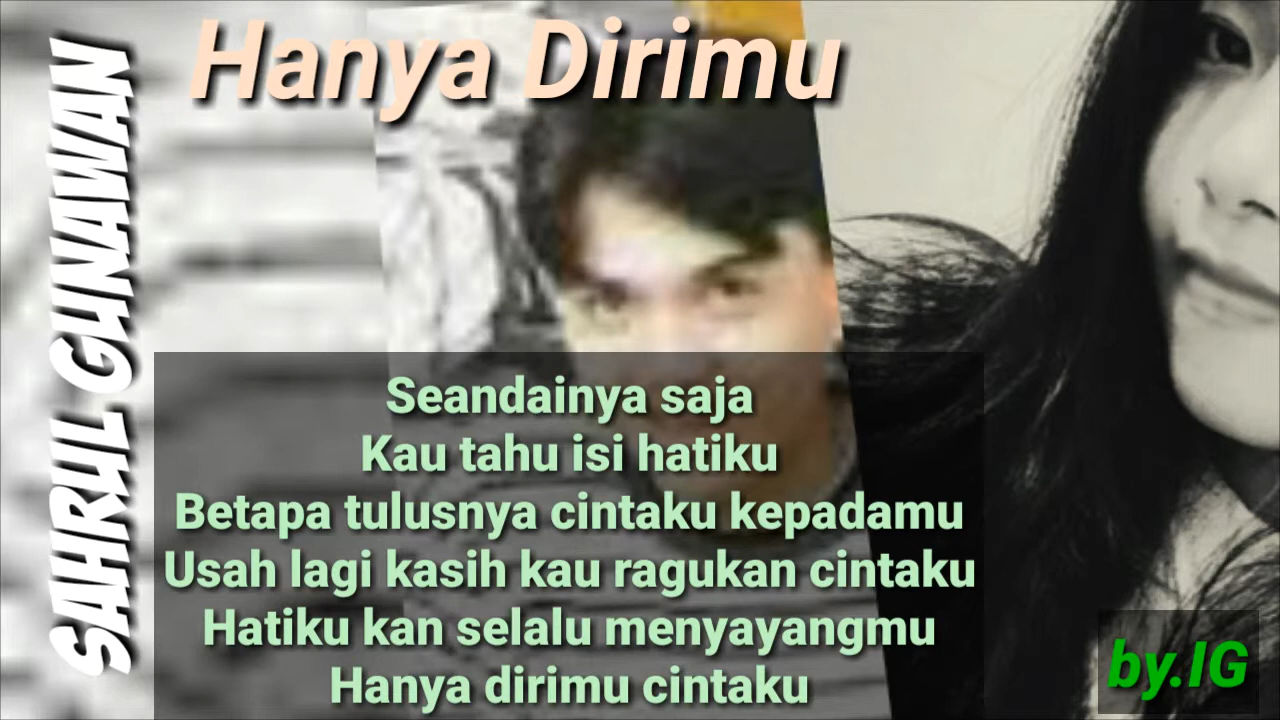 Hanya Dirimu
SAHRUL GUNAWAN
Seandainya saja
Kau tahu isi hatiku
Betapa tulusnya cintaku kepadamu
Usah lagi kasih kau ragukan cintaku
Hatiku kan selalu menyayangmu
Hanya dirimu cintaku
by.IG